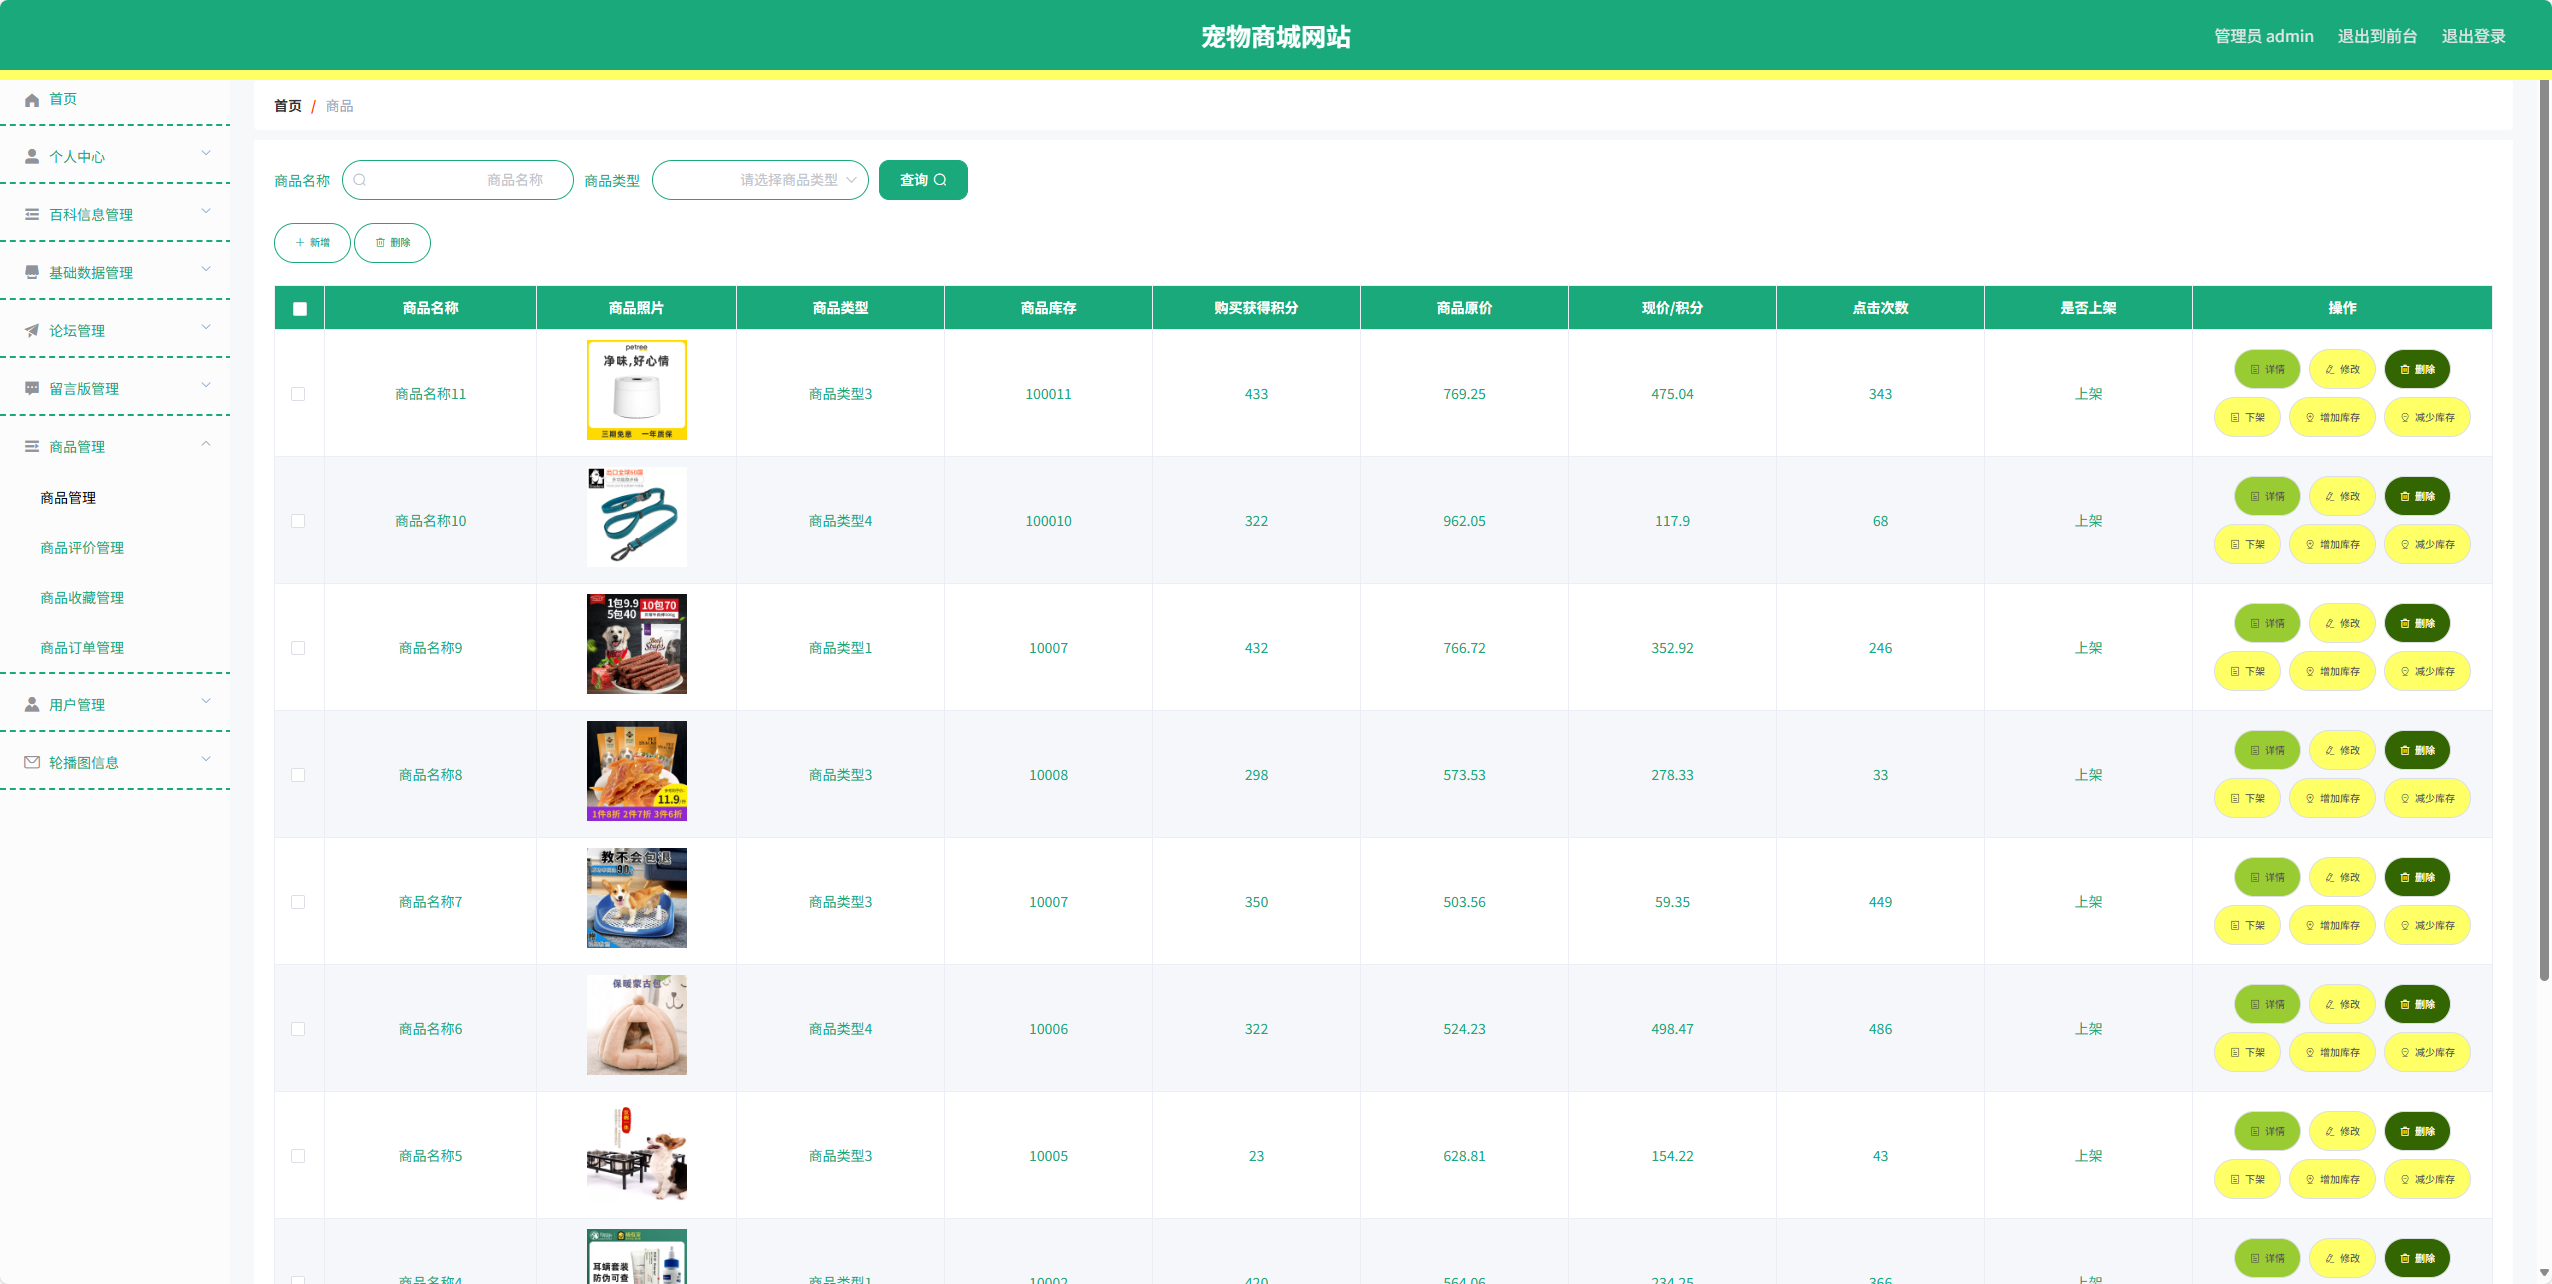 宠物商城网站
管理员 admin 退出到前台 退出登录
首页
个人中心
百科信息管理
基础数据管理
论坛管理
留言版管理
商品管理
商品管理
商品评价管理
商品收藏管理
商品订单管理
用户管理
轮播图信息
首页 / 商品
商品名称 商品名称 商品类型 请选择商品类型 查询
新增 删除
商品名称 商品照片 商品类型 商品库存 购买获得积分 商品原价 现价/积分 点击次数 是否上架 操作
petree
净味,好心情
三期免息 一年质保
商品名称11 商品类型3 100011 433 769.25 475.04 343 上架
详情 修改 删除
下架 增加库存 减少库存
出口全球66国
商品名称10 商品类型4 100010 322 962.05 117.9 68 上架
详情 修改 删除
下架 增加库存 减少库存
1包9.9 10包70
5包40
商品名称9 商品类型1 10007 432 766.72 352.92 246 上架
详情 修改 删除
下架 增加库存 减少库存
11.9
1件8折 2件7折 3件6折
商品名称8 商品类型3 10008 298 573.53 278.33 33 上架
详情 修改 删除
下架 增加库存 减少库存
教不会包退
90
商品名称7 商品类型3 10007 350 503.56 59.35 449 上架
详情 修改 删除
下架 增加库存 减少库存
保暖蒙古包
商品名称6 商品类型4 10006 322 524.23 498.47 486 上架
详情 修改 删除
下架 增加库存 减少库存
商品名称5 商品类型3 10005 23 628.81 154.22 43 上架
详情 修改 删除
下架 增加库存 减少库存
耳螨套装
防伪可查
商品名称4 商品类型1 10002 420 564.06 234.25 366 上架
详情 修改 删除